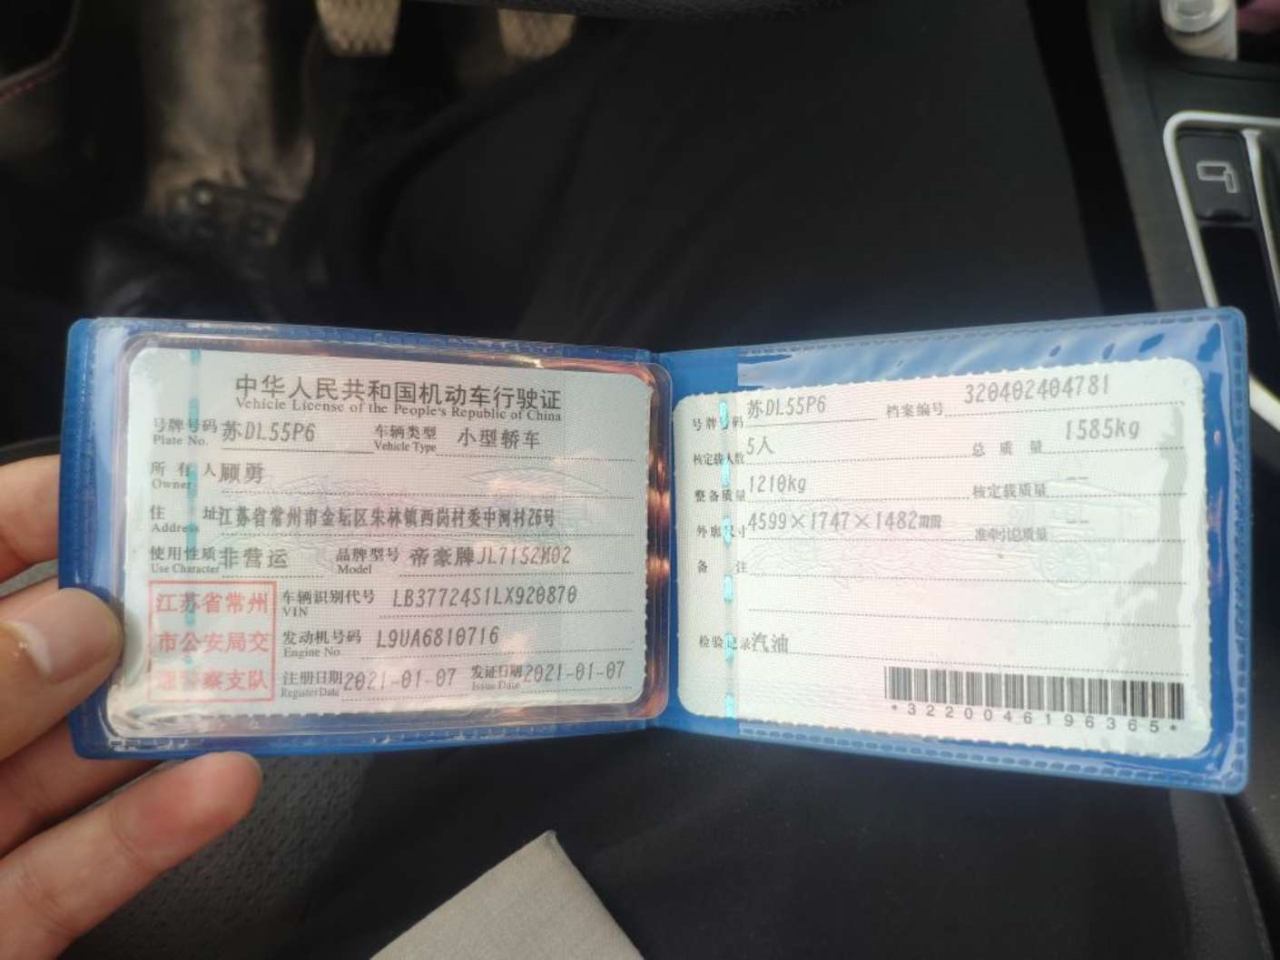 中华人民共和国机动车行驶证
Vehicle License of the People's Republic of China
号牌号码 苏DL55P6 车辆类型 小型轿车
Plate No. Vehicle Type
所有人 顾勇
Owner
住址 江苏省常州市金坛区朱林镇西岗村委中河村26号
Address
使用性质 非营运 品牌型号 帝豪牌JL7152M02
Use Character Model
江苏省常州
市公安局交
通警察支队
车辆识别代号 LB37724S1LX920870
VIN
发动机号码 L9UA6810716
Engine No.
注册日期 2021-01-07 发证日期 2021-01-07
Register Date Issue Date
号牌号码 苏DL55P6 档案编号 320402404781
核定载人数 5人 总质量 1585kg
整备质量 1210kg 核定载质量 --
外廓尺寸 4599×1747×1482mm 准牵引总质量 --
备注
检验记录 汽油
*3220046196365*